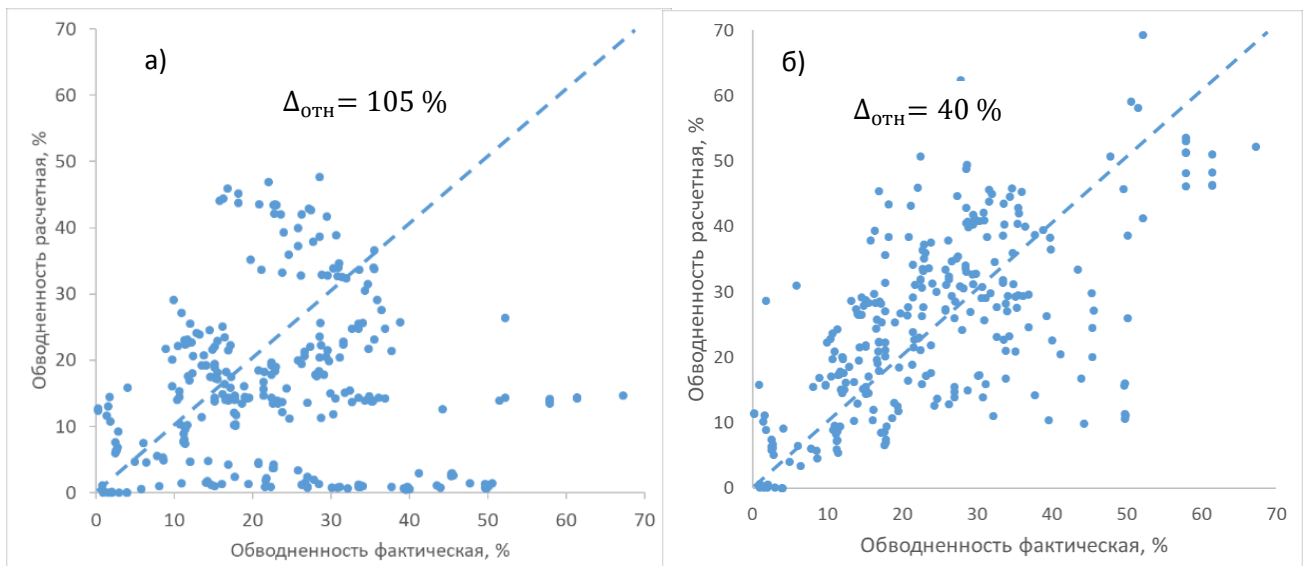 а)
Δотн= 105 %
Обводненность расчетная, %
70
60
50
40
30
20
10
0
0 10 20 30 40 50 60 70
Обводненность фактическая, %
б)
Δотн= 40 %
Обводненность расчетная, %
70
60
50
40
30
20
10
0
0 10 20 30 40 50 60 70
Обводненность фактическая, %